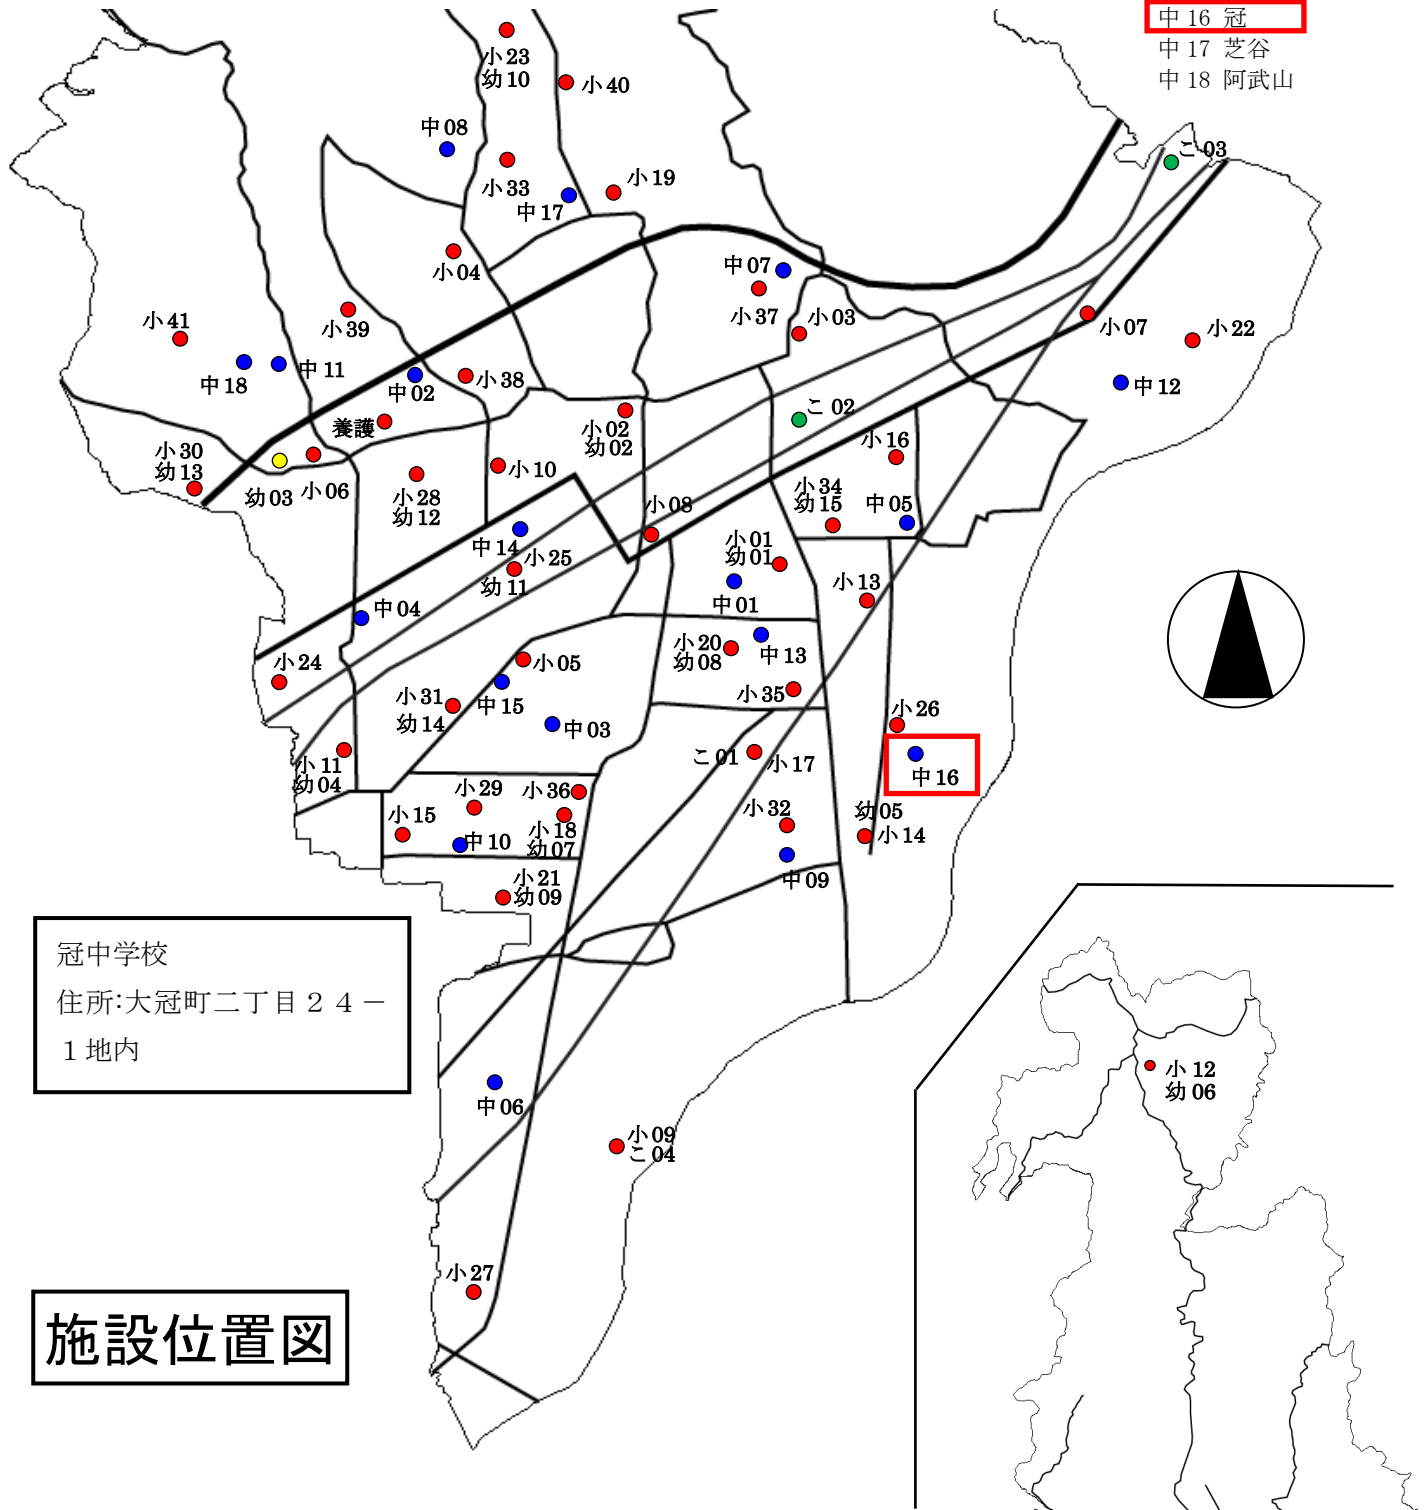 中 16 冠
中 17 芝谷
中 18 阿武山
小 23
幼 10
小 40
中 08
こ 03
小 33
小 19
中 17
小 04
中 07
小 37
小 03
小 39
小 41
小 07
小 22
中 18
中 11
中 02
小 38
中 12
養護
こ 02
小 02
幼 02
小 16
小 30
幼 13
幼 03
小 06
小 10
小 28
幼 12
小 34
幼 15
中 05
小 08
中 14
小 25
幼 11
小 01
幼 01
中 01
小 13
中 04
小 20
幼 08
中 13
小 24
小 05
小 35
小 31
幼 14
中 15
中 03
小 26
中 16
こ 01
小 17
小 11
幼 04
小 29
小 36
小 32
幼 05
小 14
小 15
中 10
小 18
幼 07
中 09
小 21
幼 09
冠中学校
住所:大冠町二丁目２４－
１地内
小 12
幼 06
中 06
小 09
こ 04
小 27
施設位置図